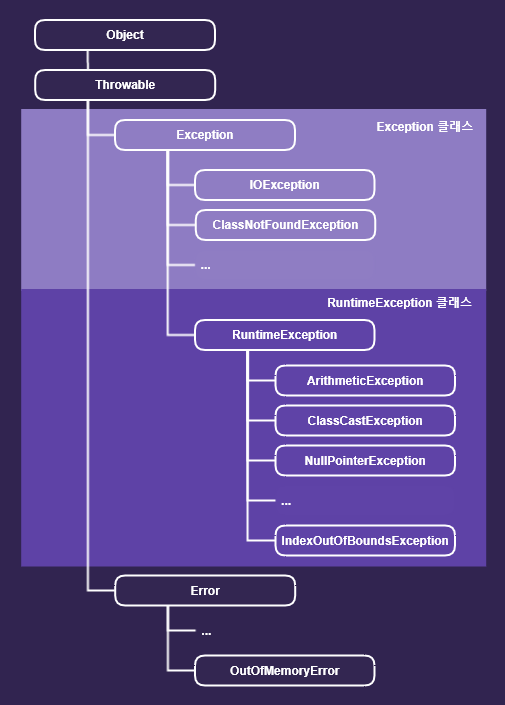 Object
Throwable
Exception 클래스
Exception
IOException
ClassNotFoundException
...
RuntimeException 클래스
RuntimeException
ArithmeticException
ClassCastException
NullPointerException
...
IndexOutOfBoundsException
Error
...
OutOfMemoryError